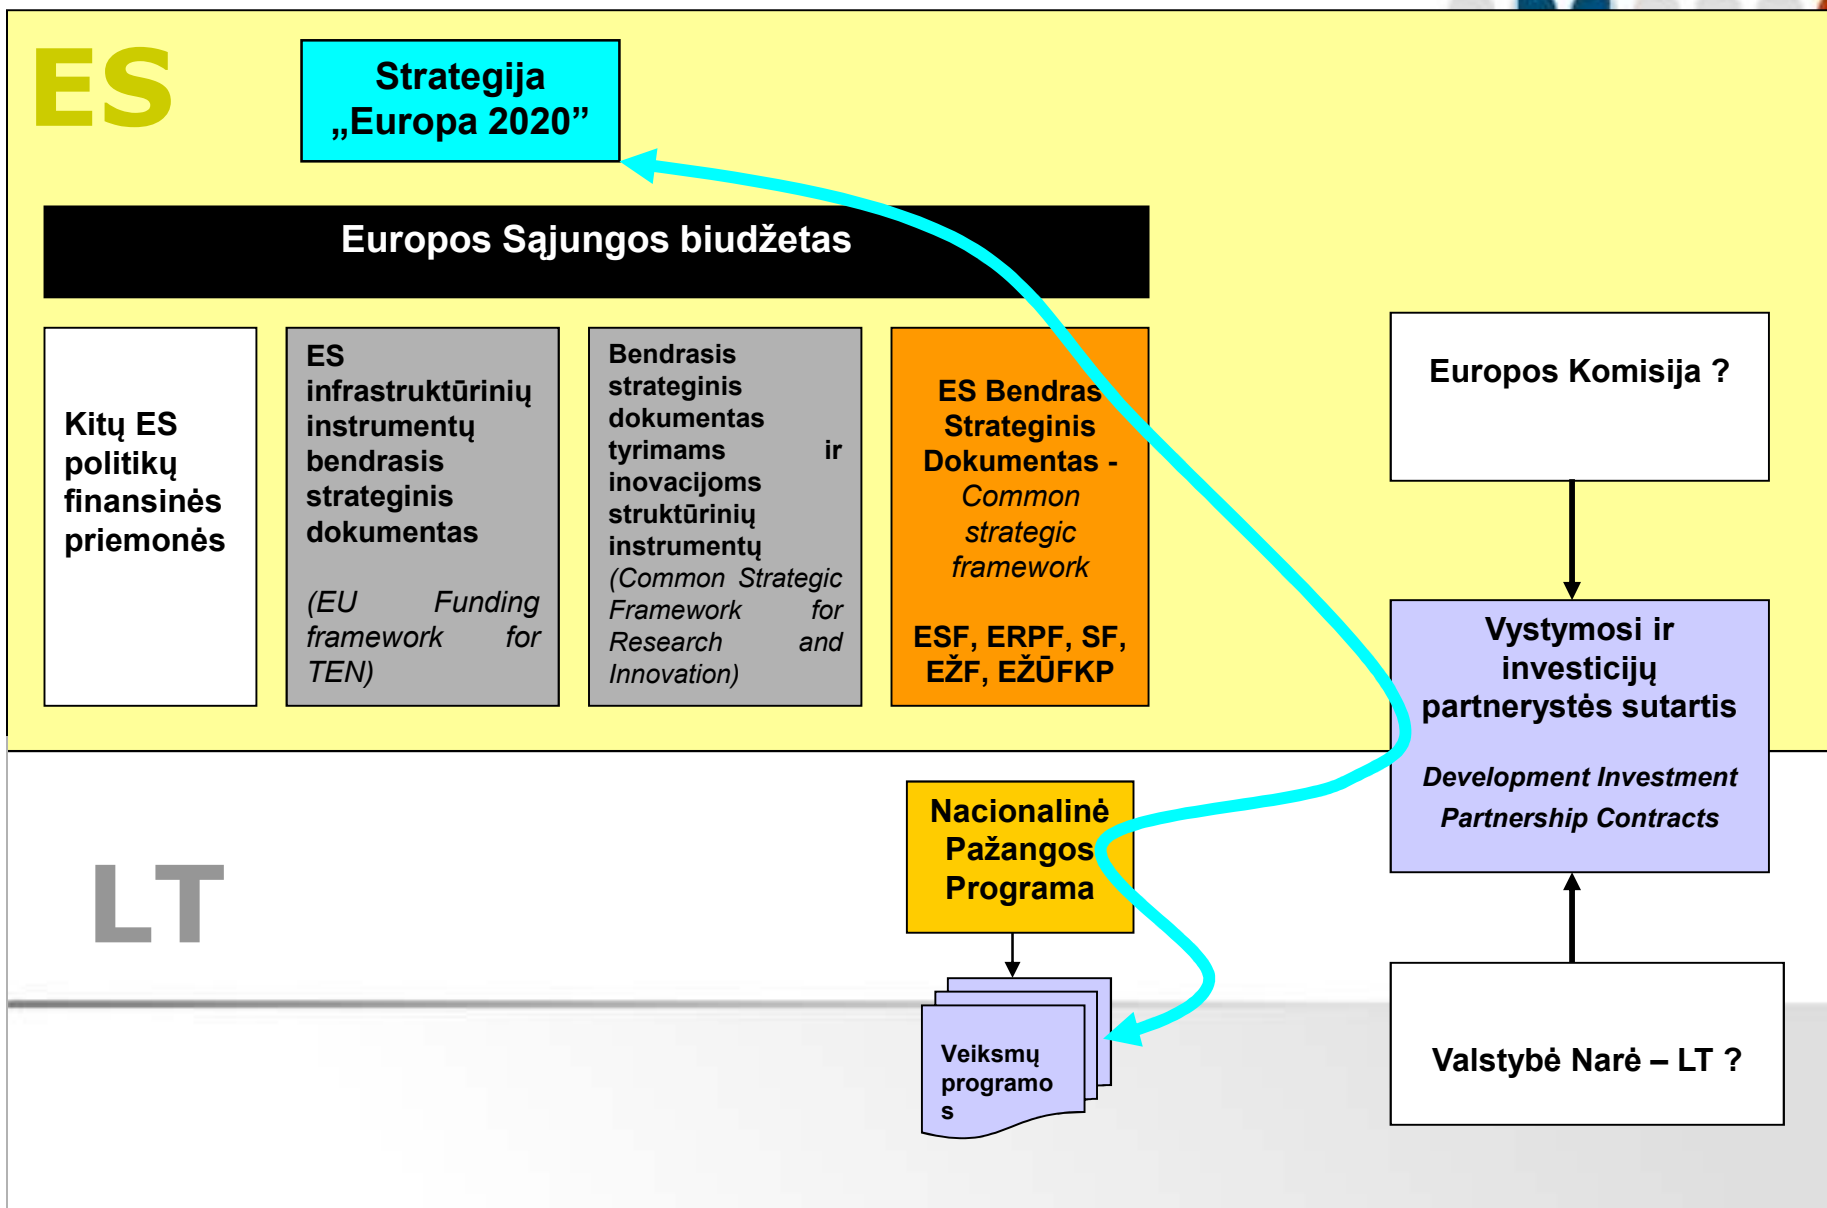 ES
Strategija
„Europa 2020”
Europos Sąjungos biudžetas
Kitų ES
politikų
finansinės
priemonės
ES
infrastruktūrinių
instrumentų
bendrasis
strateginis
dokumentas
(EU Funding
framework for
TEN)
Bendrasis
strateginis
dokumentas
tyrimams ir
inovacijoms
struktūrinių
instrumentų
(Common Strategic
Framework for
Research and
Innovation)
ES Bendras
Strateginis
Dokumentas -
Common
strategic
framework
ESF, ERPF, SF,
EŽF, EŽŪFKP
Europos Komisija ?
Vystymosi ir
investicijų
partnerystės sutartis
Development Investment
Partnership Contracts
LT
Nacionalinė
Pažangos
Programa
Veiksmų
programo
s
Valstybė Narė – LT ?